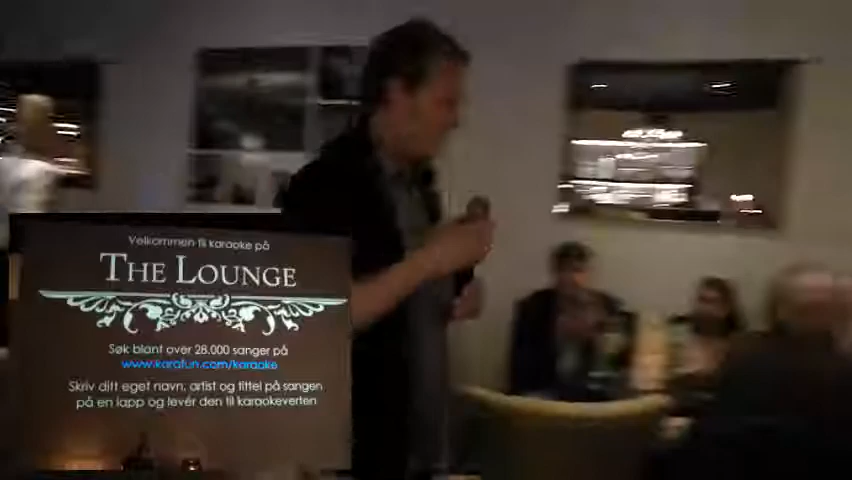 Velkommen til karaoke på
THE LOUNGE
Søk blant over 28.000 sanger på
www.karafun.com/karaoke
Skriv ditt eget navn, artist og tittel på sangen
på en lapp og lever den til karaokeverten